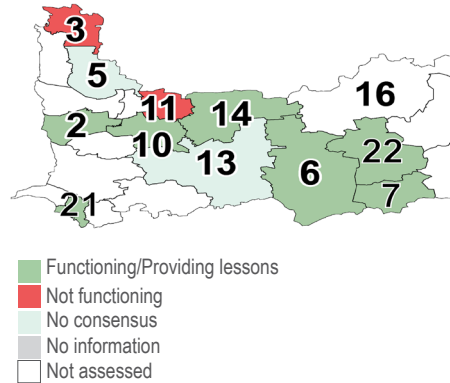 3
5
16
11
14
2
10
13
22
6
7
21
Functioning/Providing lessons
Not functioning
No consensus
No information
Not assessed